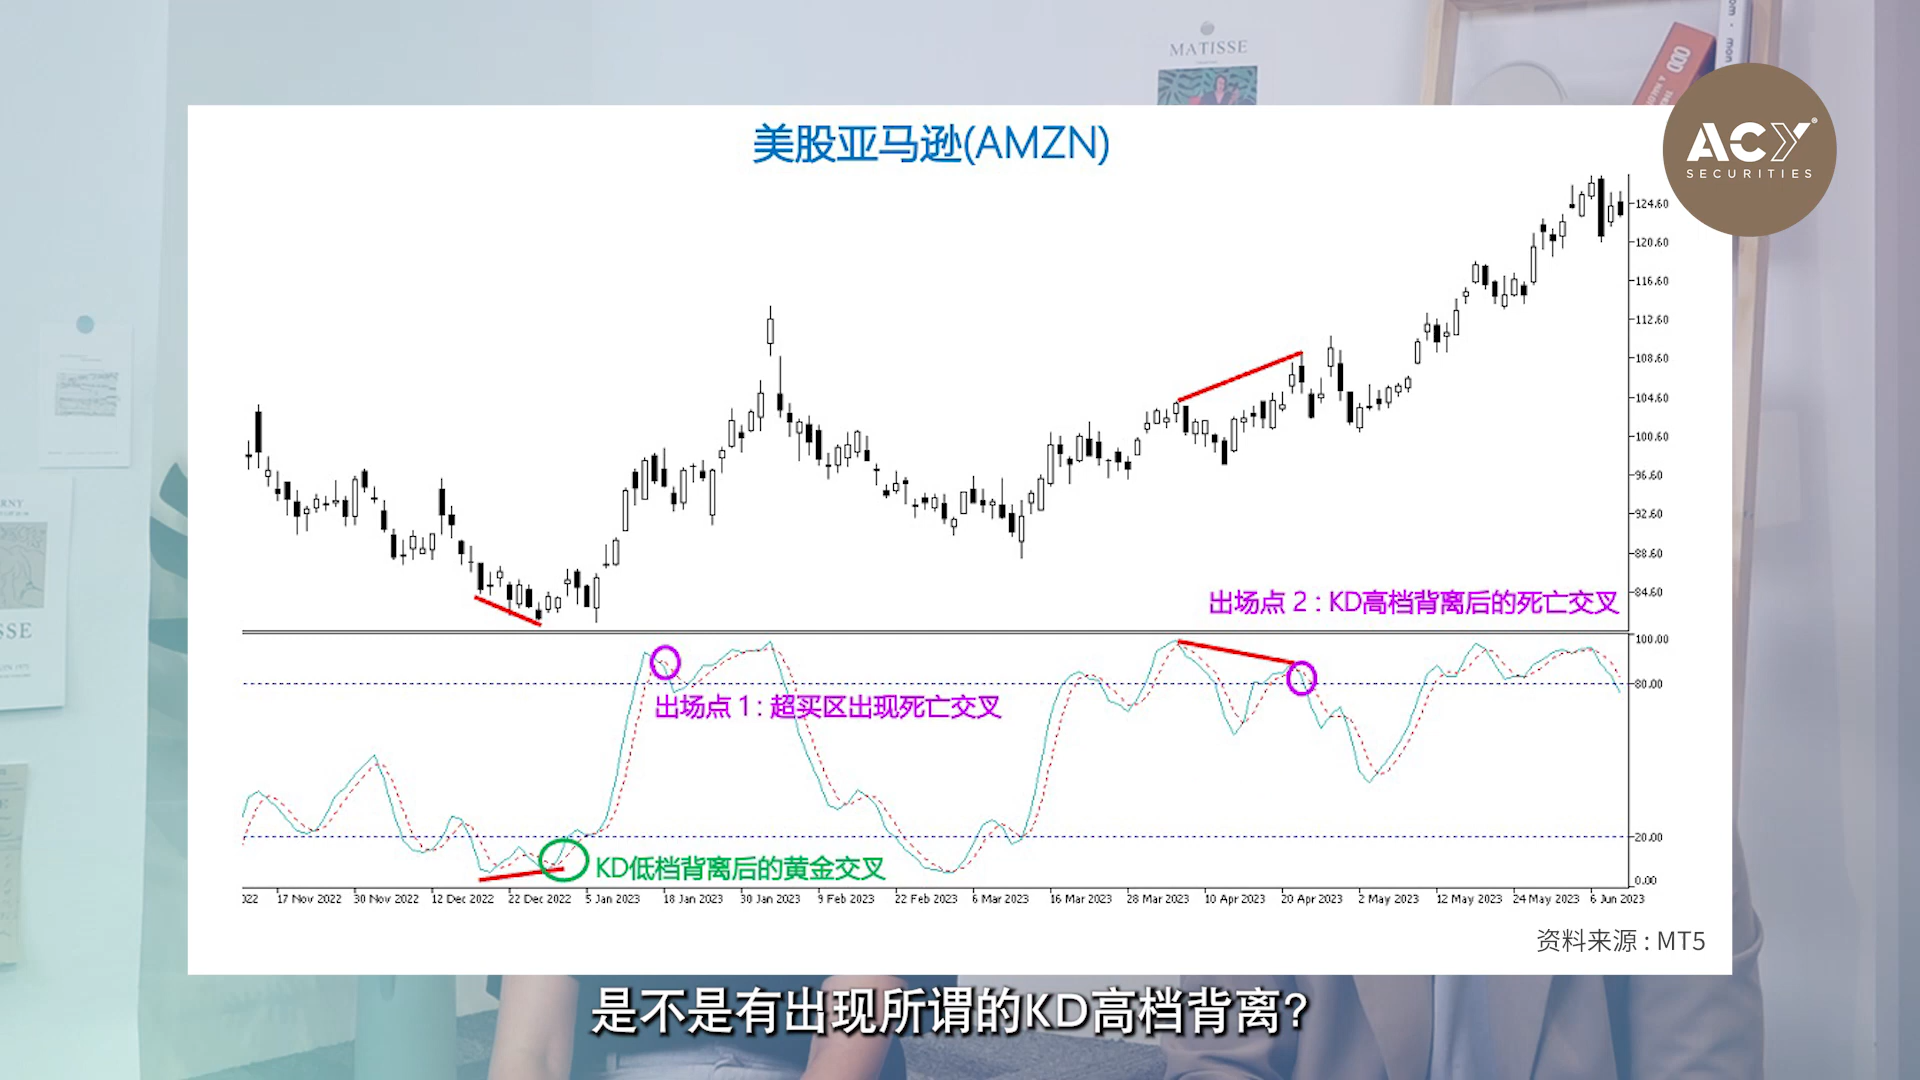 MATISSE
ACY
SECURITIES
美股亚马逊(AMZN)
124.60
120.60
116.60
112.60
108.60
104.60
100.60
96.60
92.60
88.60
84.60
出场点 2 : KD高档背离后的死亡交叉
100.00
80.00
出场点 1 : 超买区出现死亡交叉
20.00
KD低档背离后的黄金交叉
0.00
022 17 Nov 2022 30 Nov 2022 12 Dec 2022 22 Dec 2022 5 Jan 2023 18 Jan 2023 30 Jan 2023 9 Feb 2023 22 Feb 2023 6 Mar 2023 16 Mar 2023 28 Mar 2023 10 Apr 2023 20 Apr 2023 2 May 2023 12 May 2023 24 May 2023 6 Jun 2023
资料来源 : MT5
是不是有出现所谓的KD高档背离?